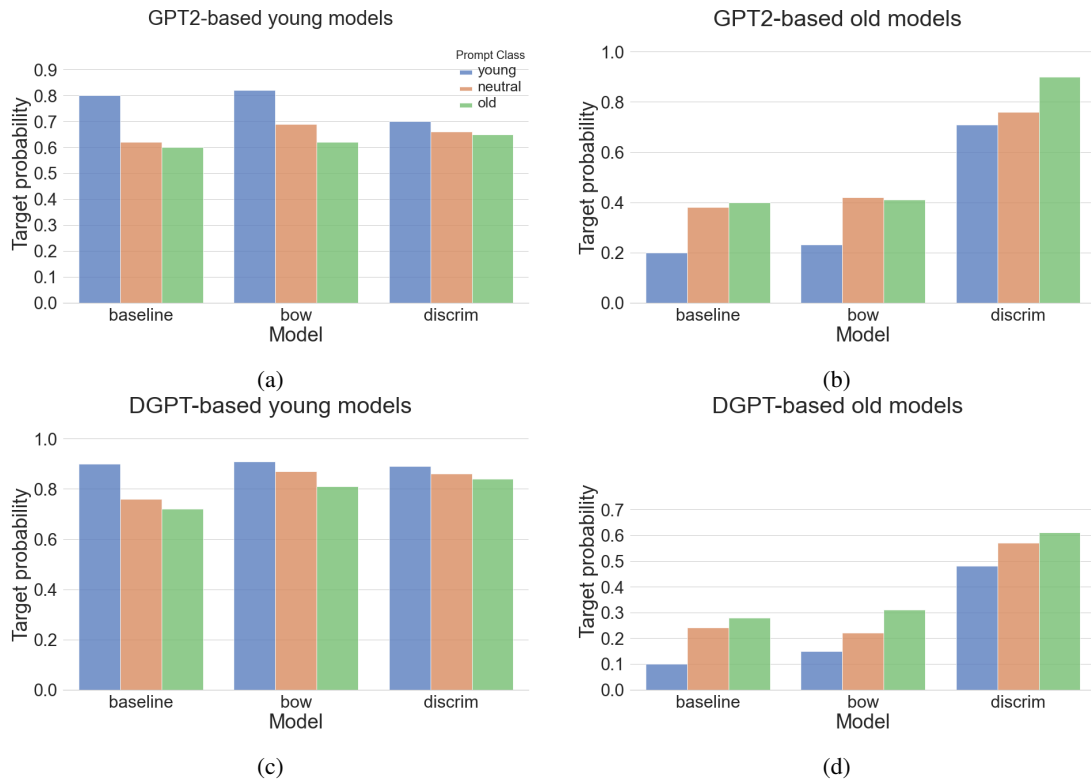 GPT2-based young models
Target probability
0.9
0.8
0.7
0.6
0.5
0.4
0.3
0.2
0.1
0.0
Prompt Class
young
neutral
old
baseline bow discrim
Model
(a)
GPT2-based old models
Target probability
1.0
0.8
0.6
0.4
0.2
0.0
baseline bow discrim
Model
(b)
DGPT-based young models
Target probability
1.0
0.8
0.6
0.4
0.2
0.0
baseline bow discrim
Model
(c)
DGPT-based old models
Target probability
0.7
0.6
0.5
0.4
0.3
0.2
0.1
0.0
baseline bow discrim
Model
(d)